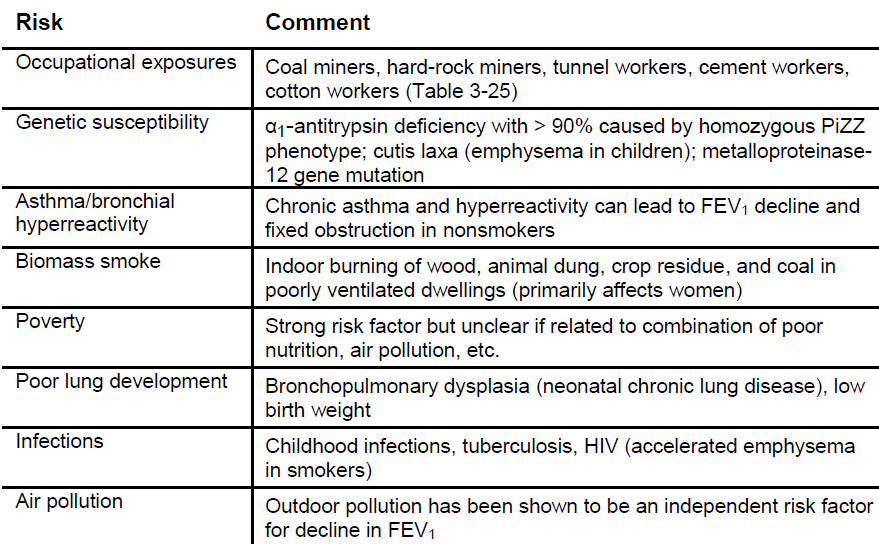 Risk Comment
Occupational exposures Coal miners, hard-rock miners, tunnel workers, cement workers,
cotton workers (Table 3-25)
Genetic susceptibility α₁-antitrypsin deficiency with > 90% caused by homozygous PiZZ
phenotype; cutis laxa (emphysema in children); metalloproteinase-
12 gene mutation
Asthma/bronchial
hyperreactivity
Chronic asthma and hyperreactivity can lead to FEV₁ decline and
fixed obstruction in nonsmokers
Biomass smoke Indoor burning of wood, animal dung, crop residue, and coal in
poorly ventilated dwellings (primarily affects women)
Poverty Strong risk factor but unclear if related to combination of poor
nutrition, air pollution, etc.
Poor lung development Bronchopulmonary dysplasia (neonatal chronic lung disease), low
birth weight
Infections Childhood infections, tuberculosis, HIV (accelerated emphysema
in smokers)
Air pollution Outdoor pollution has been shown to be an independent risk factor
for decline in FEV₁